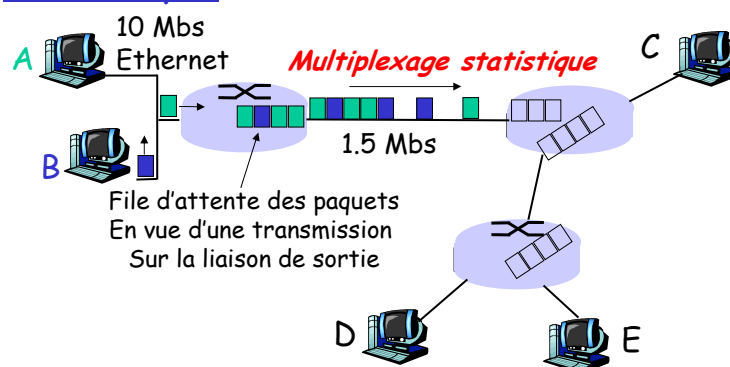 10 Mbs
A
Ethernet
Multiplexage statistique
C
1.5 Mbs
B
File d'attente des paquets
En vue d'une transmission
Sur la liaison de sortie
D
E